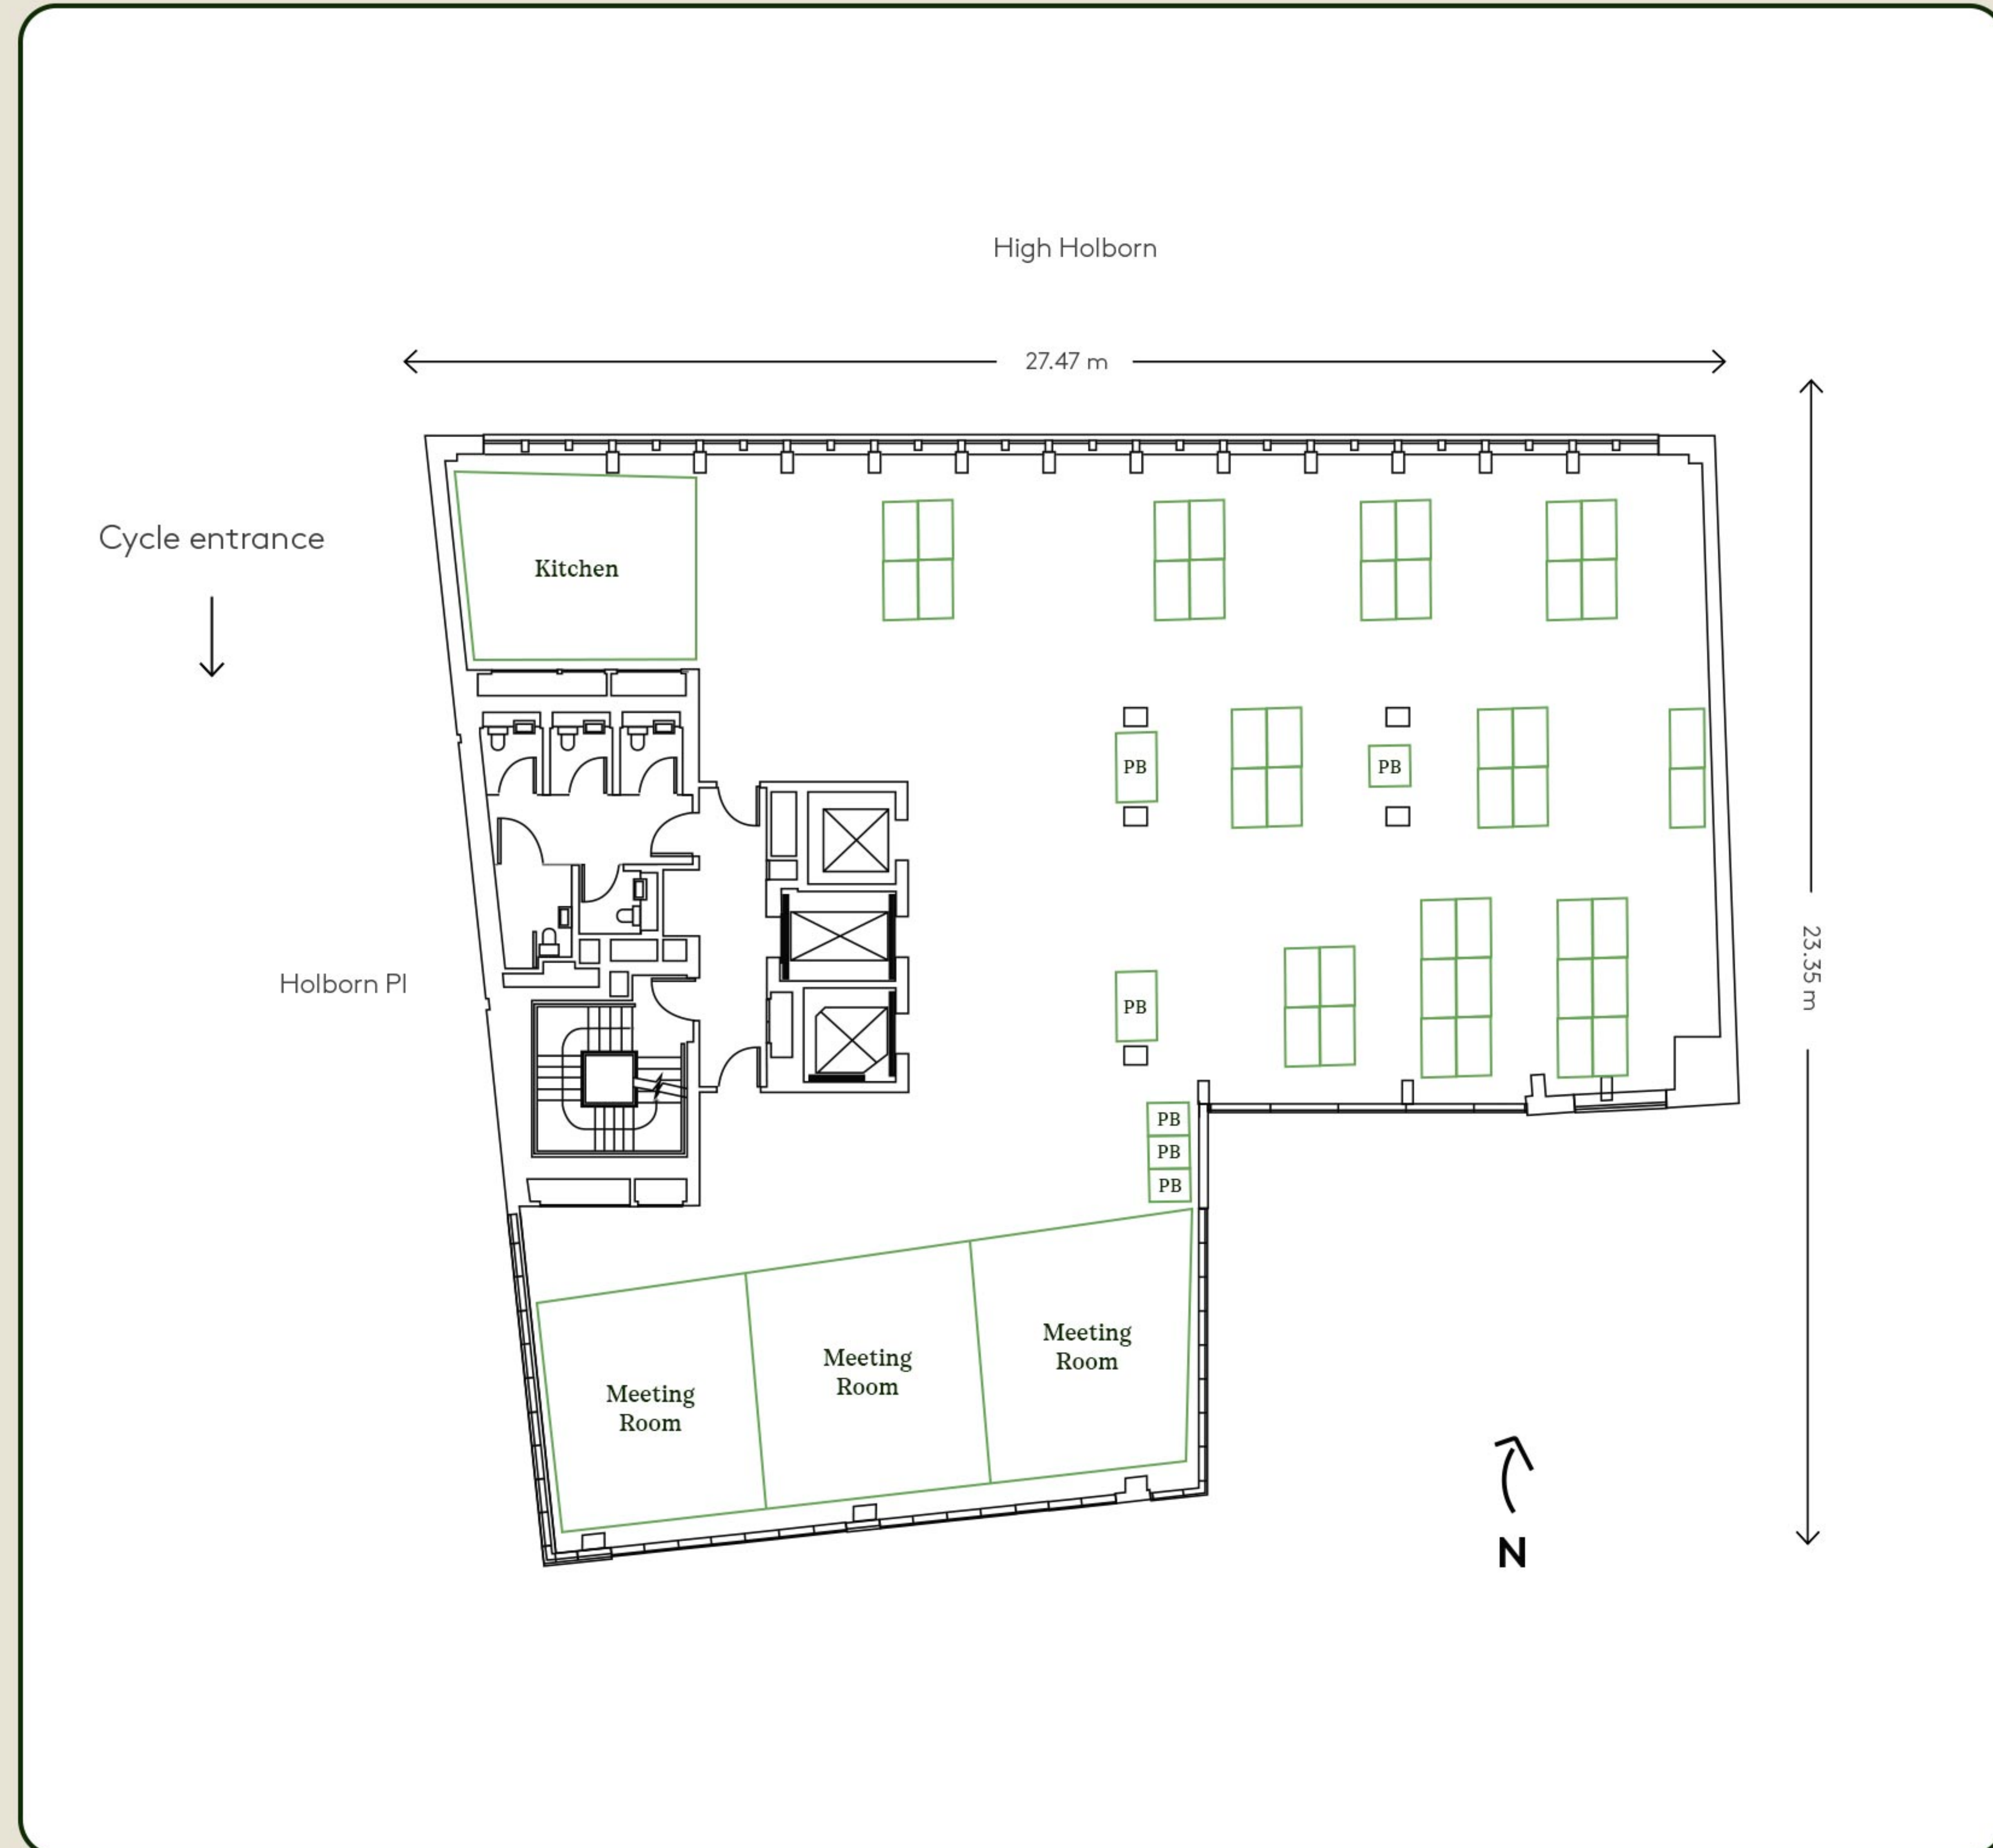 High Holborn
27.47 m
Cycle entrance
Kitchen
PB
PB
23.35 m
Holborn Pl
PB
PB
PB
PB
Meeting
Room
Meeting
Room
Meeting
Room
N